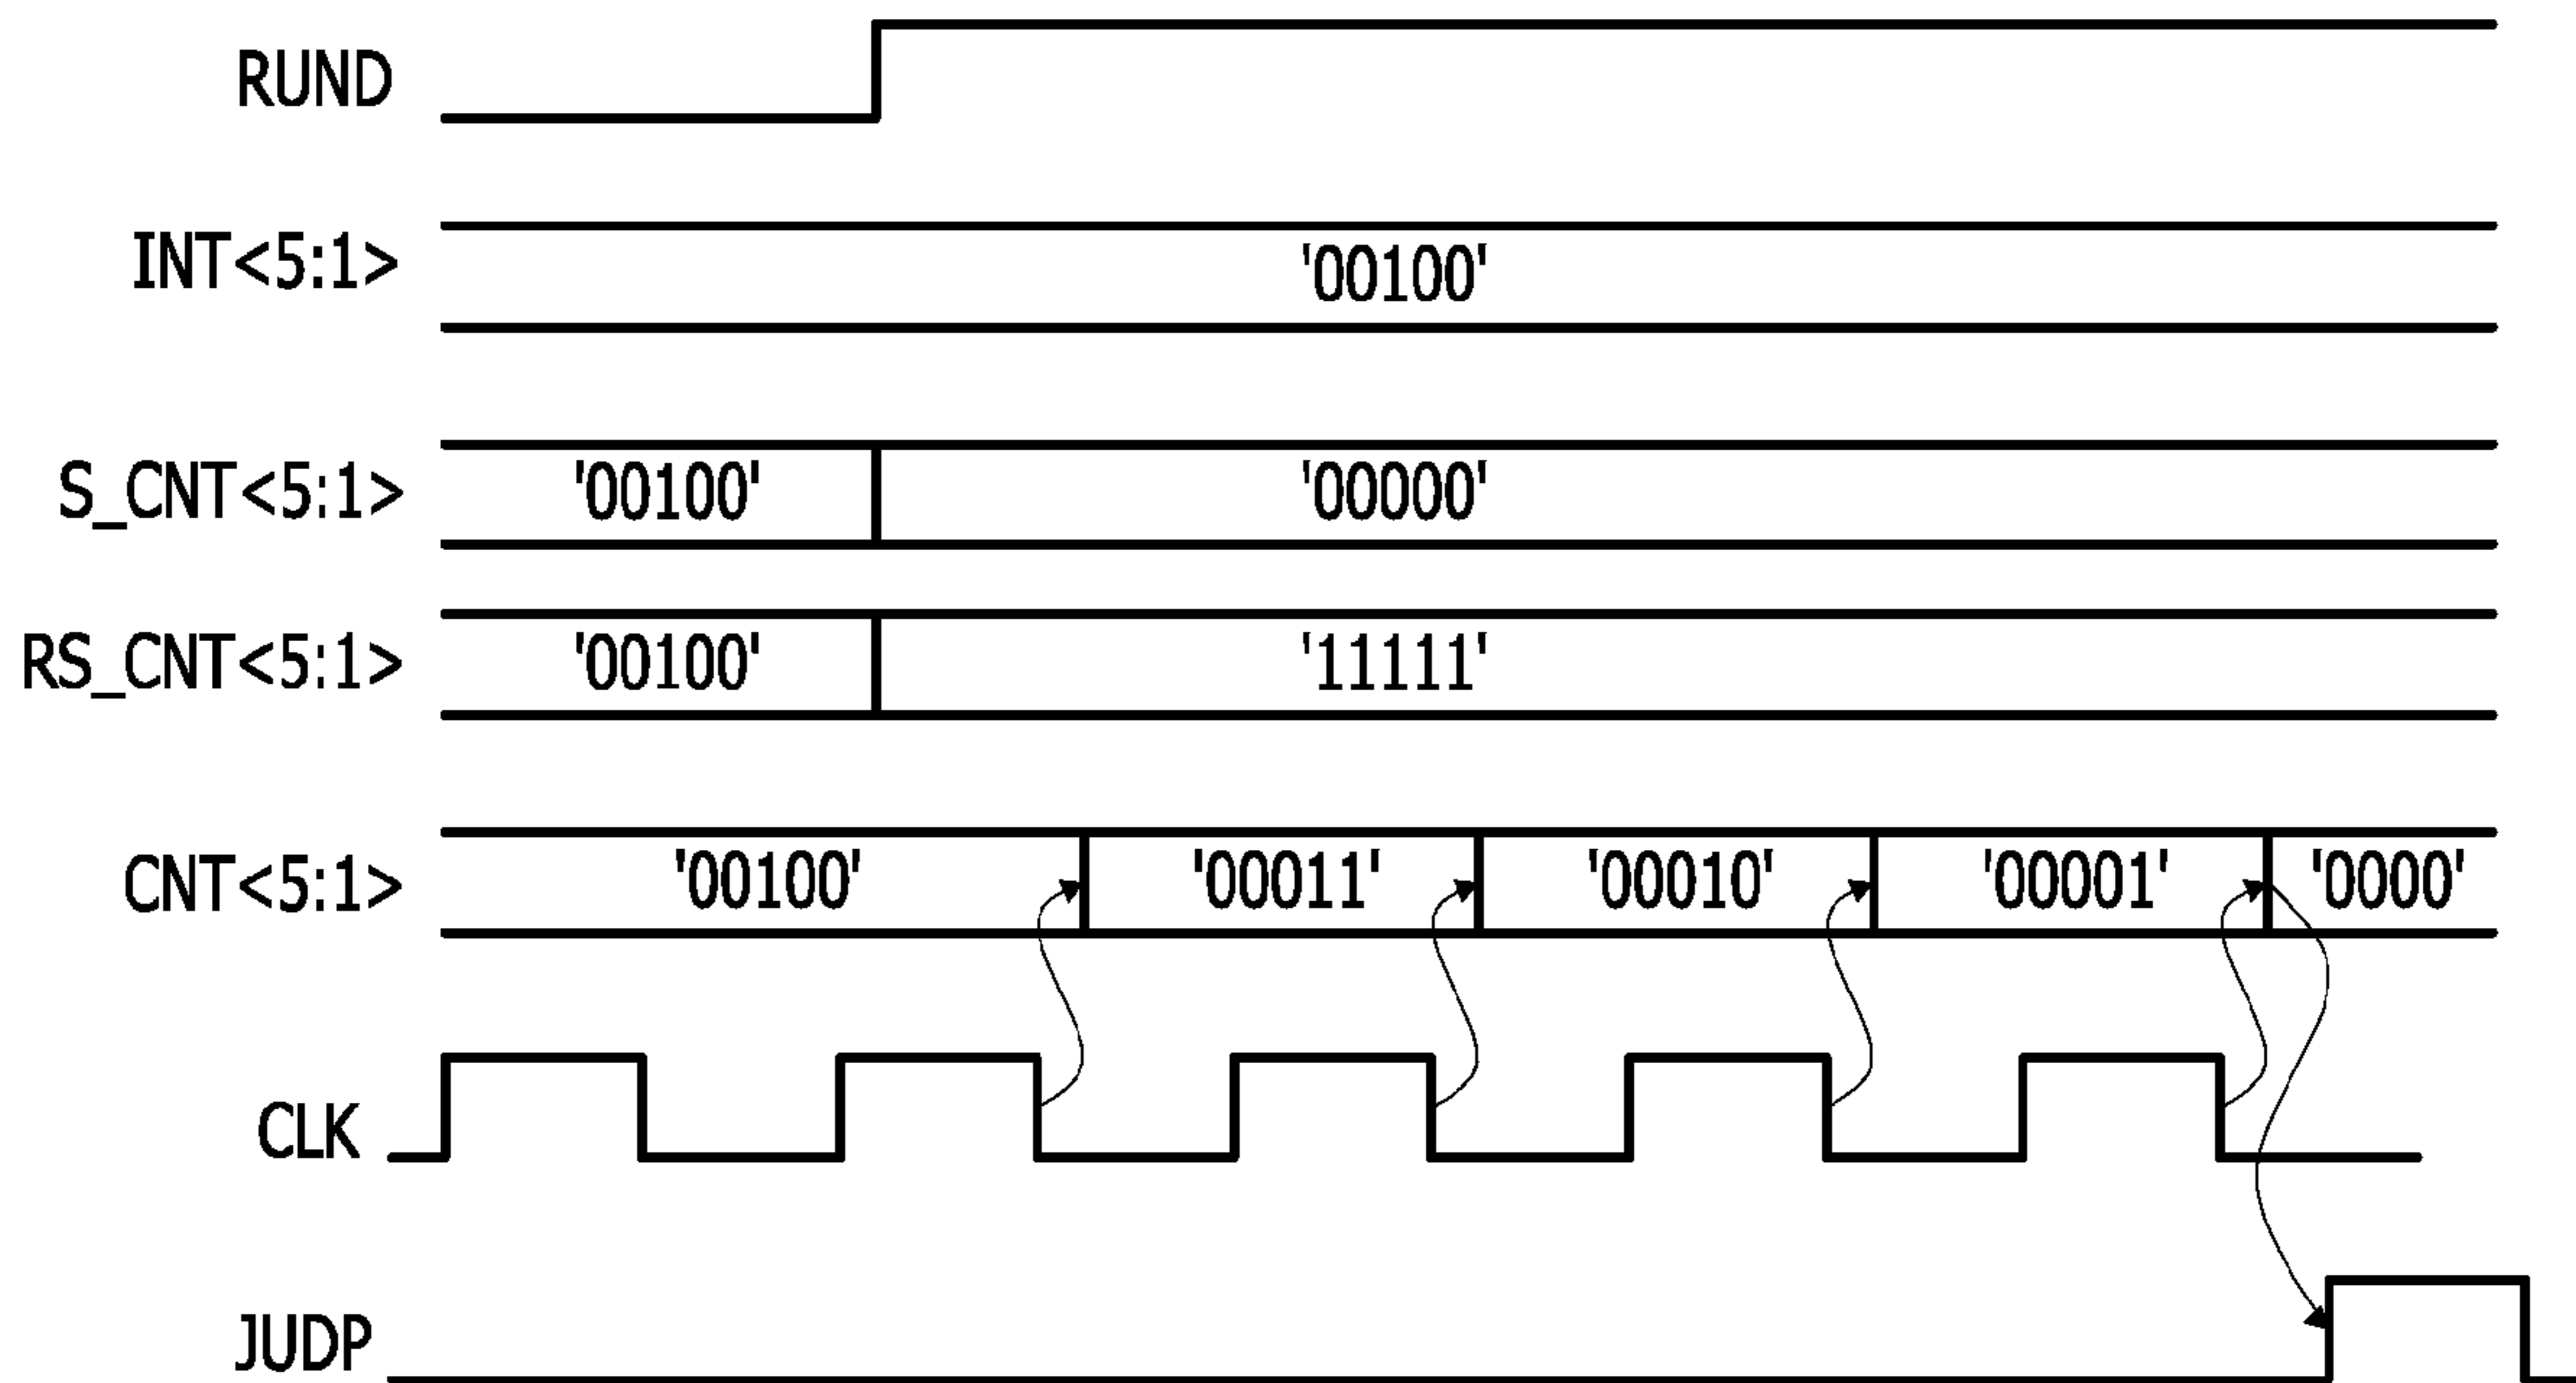 RUND
INT<5:1> '00100'
S_CNT<5:1> '00100' '00000'
RS_CNT<5:1> '00100' '11111'
CNT<5:1> '00100' '00011' '00010' '00001' '0000'
CLK
JUDP